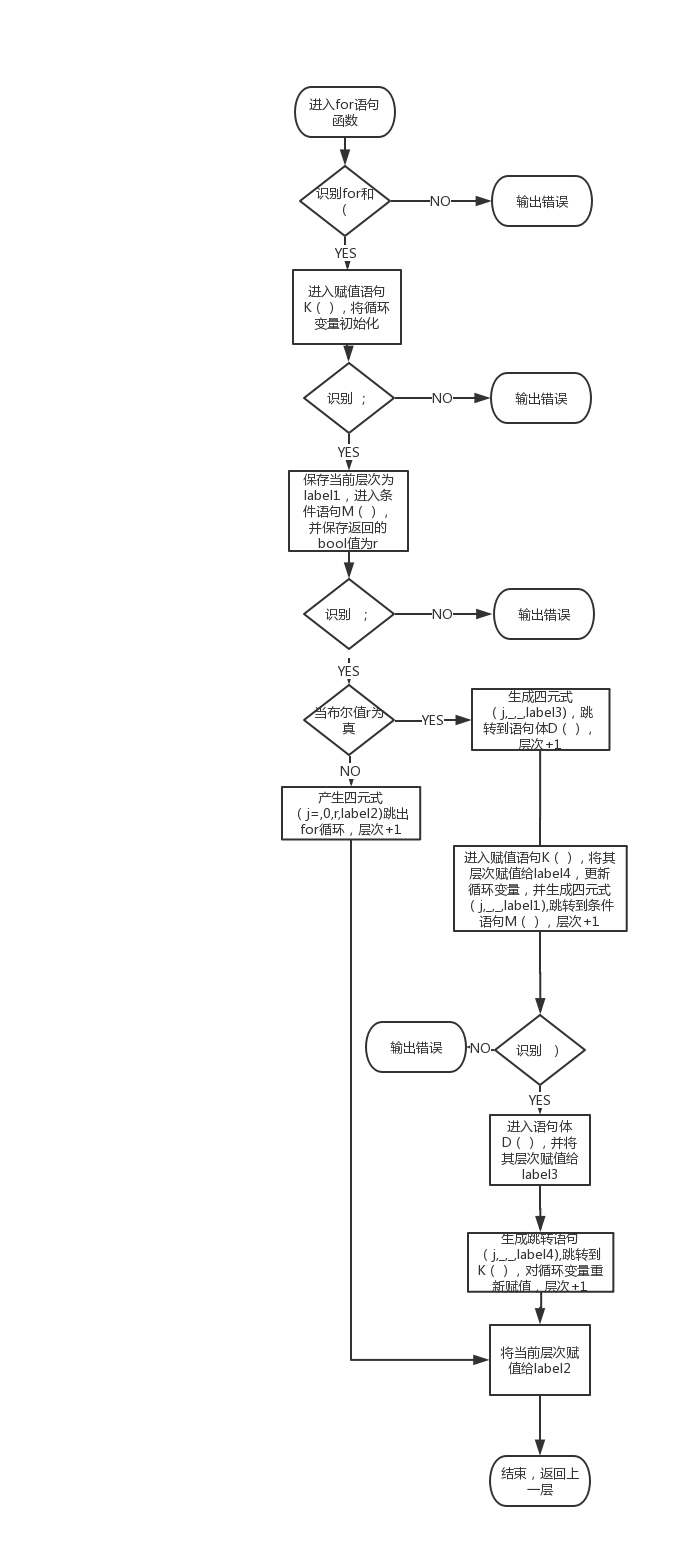 进入for语句
函数
识别for和
（
NO
输出错误
YES
进入赋值语句
K（ ），将循环
变量初始化
识别 ；
NO
输出错误
YES
保存当前层次为
label1，进入条
件语句M（ ），
并保存返回的
bool值为r
识别 ；
NO
输出错误
YES
当布尔值r为
真
YES
生成四元式
（j,_,_,label3)，跳
转到语句体D（ ），
层次+1
NO
产生四元式
（j=,0,r,label2)跳出
for循环，层次+1
进入赋值语句K（ ），将其
层次赋值给label4，更新
循环变量，并生成四元式
（j,_,_,label1),跳转到条件
语句M（ ），层次+1
识别 ）
NO
输出错误
YES
进入语句体
D（ ），并将
其层次赋值给
label3
生成跳转语句
（j,_,_,label4),跳转到
K（ ），对循环变量重
新赋值，层次+1
将当前层次赋
值给label2
结束，返回上
一层